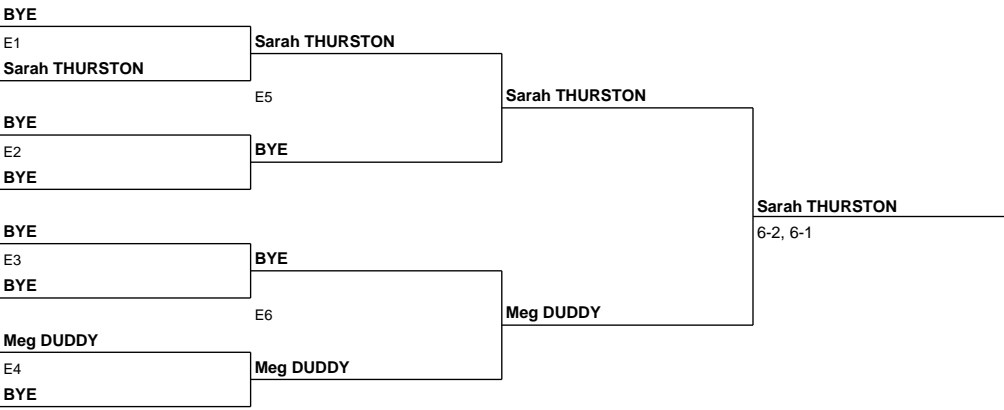 BYE
E1
Sarah THURSTON
Sarah THURSTON
E5
Sarah THURSTON
BYE
E2
BYE
BYE
Sarah THURSTON
6-2, 6-1
BYE
E3
BYE
BYE
E6
Meg DUDDY
Meg DUDDY
E4
Meg DUDDY
BYE